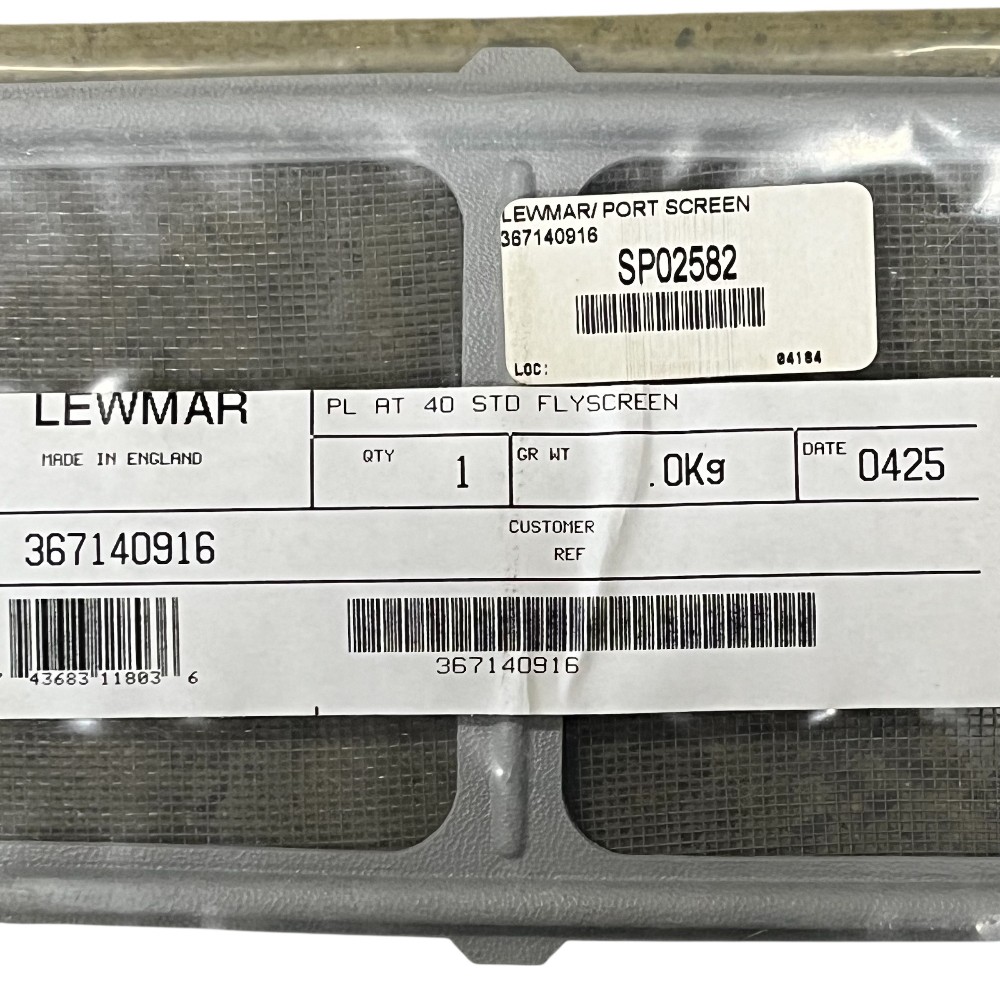 LEWMAR/ PORT SCREEN
367140916
SP02582
LOC: 04184
LEWMAR
MADE IN ENGLAND
PL AT 40 STD FLYSCREEN
QTY 1
GR WT .0Kg
DATE 0425
367140916
CUSTOMER
REF
43683 11803 6
367140916